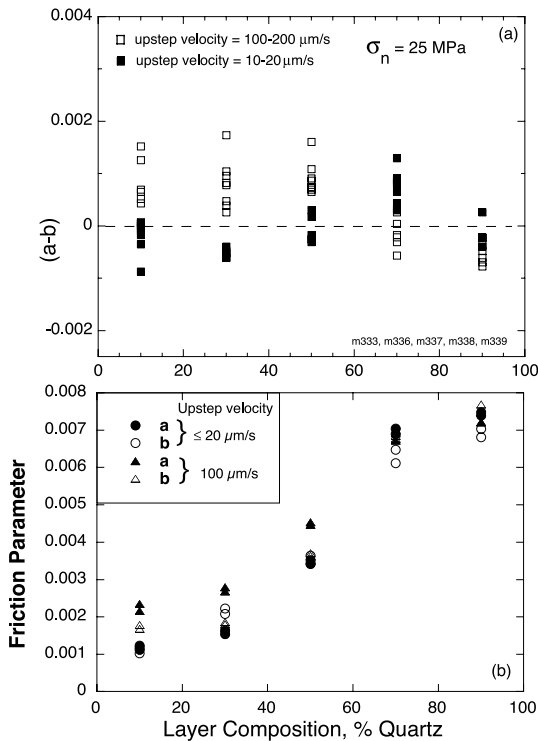 0.004
(a)
upstep velocity = 100-200 μm/s
upstep velocity = 10-20 μm/s
σn = 25 MPa
0.002
0
-0.002
(a-b)
m333, m336, m337, m338, m339
0 20 40 60 80 100
0.008
0.007
0.006
0.005
0.004
0.003
0.002
0.001
0
Friction Parameter
Upstep velocity
a
b
≤ 20 μm/s
a
b
100 μm/s
(b)
0 20 40 60 80 100
Layer Composition, % Quartz